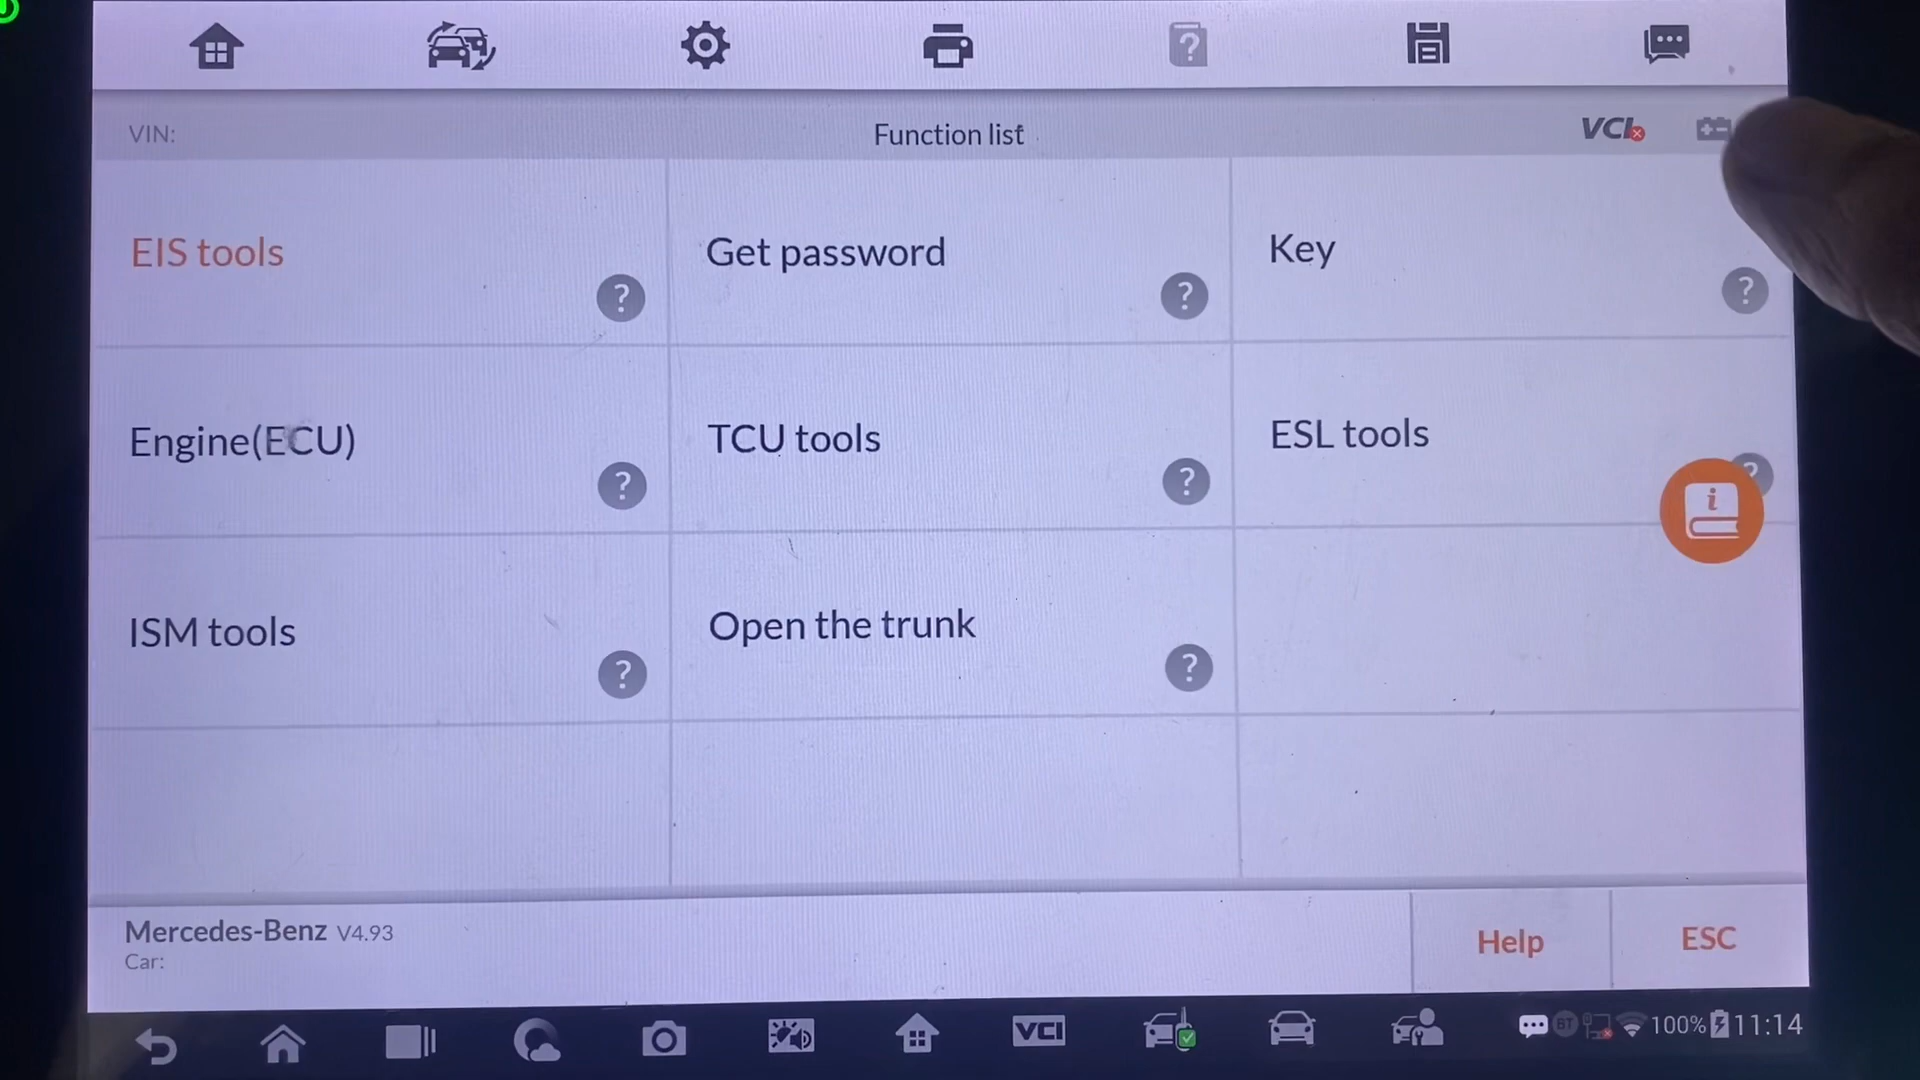 VIN:
Function list
VCI
EIS tools
?
Get password
?
Key
?
Engine(ECU)
?
TCU tools
?
ESL tools
?
i
ISM tools
?
Open the trunk
?
Mercedes-Benz V4.93
Car:
Help
ESC
VCI
BT
100%
11:14